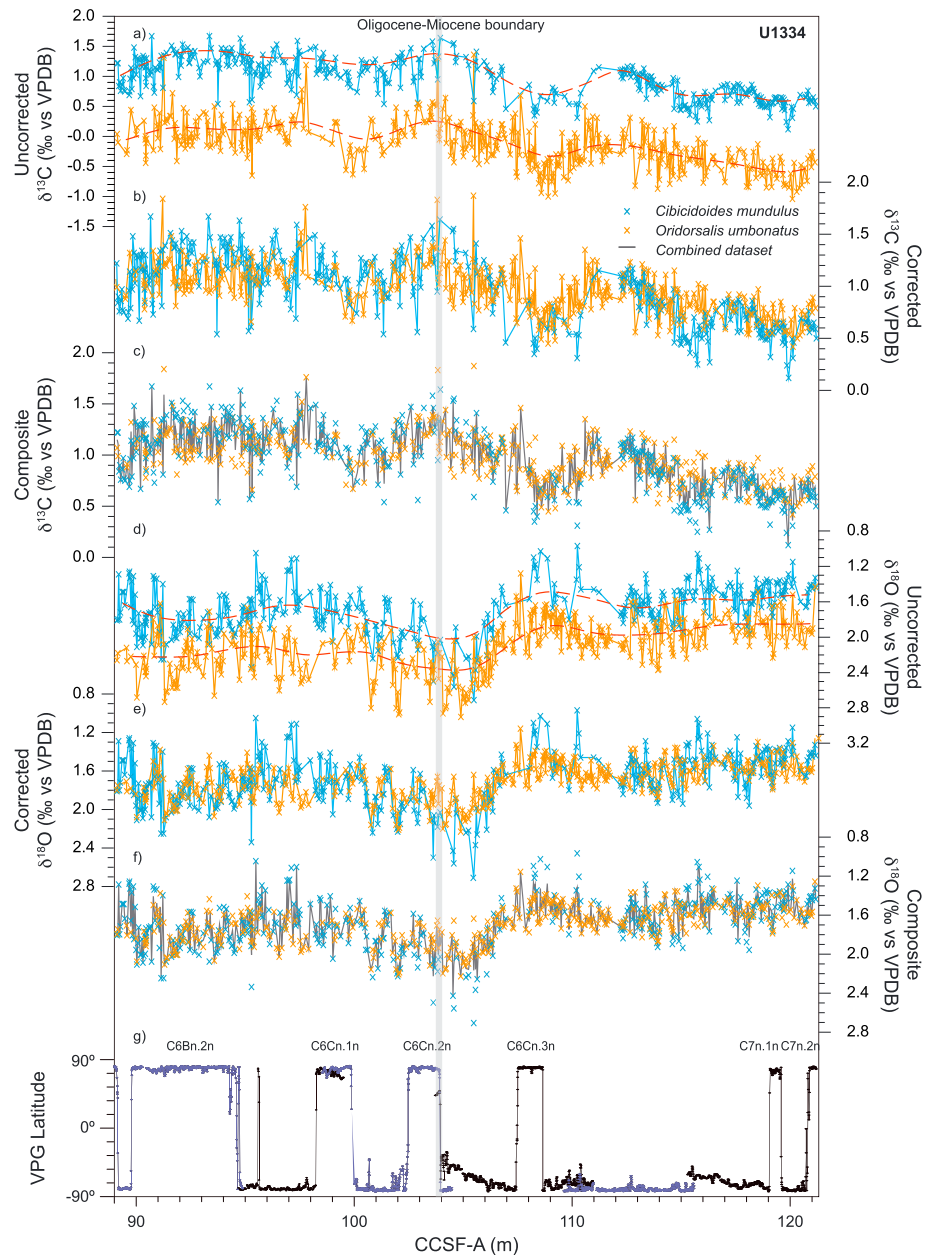 Oligocene-Miocene boundary
U1334
a)
2.0
1.5
1.0
0.5
-0.0
-0.5
-1.0
-1.5
Uncorrected
δ13C (‰ vs VPDB)
b)
Cibicidoides mundulus
Oridorsalis umbonatus
Combined dataset
2.0
1.5
1.0
0.5
0.0
Corrected
δ13C (‰ vs VPDB)
c)
2.0
1.5
1.0
0.5
0.0
Composite
δ13C (‰ vs VPDB)
d)
0.8
1.2
1.6
2.0
2.4
2.8
3.2
Uncorrected
δ18O (‰ vs VPDB)
e)
0.8
1.2
1.6
2.0
2.4
2.8
Corrected
δ18O (‰ vs VPDB)
f)
0.8
1.2
1.6
2.0
2.4
2.8
Composite
δ18O (‰ vs VPDB)
g)
C6Bn.2n C6Cn.1n C6Cn.2n C6Cn.3n C7n.1n C7n.2n
90º
0º
-90º
VPG Latitude
90 100 110 120
CCSF-A (m)